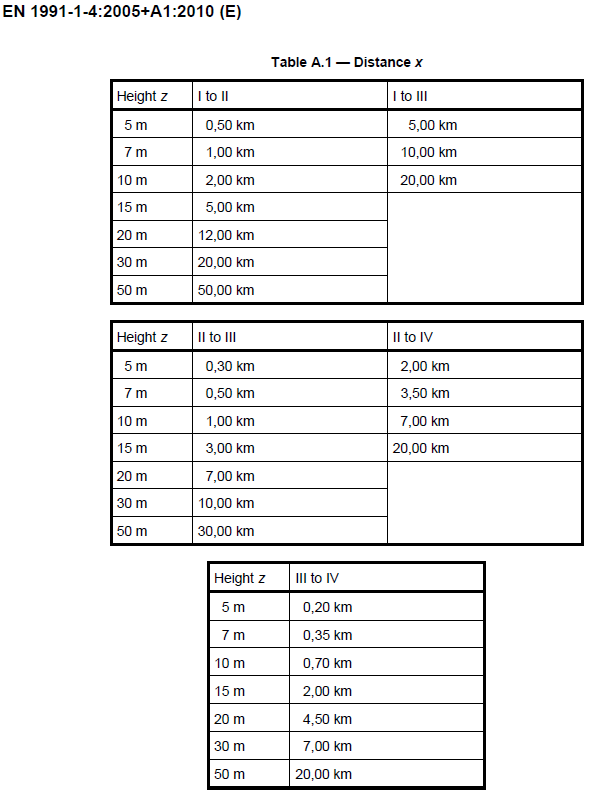 EN 1991-1-4:2005+A1:2010 (E)
Table A.1 — Distance x
Height z I to II I to III
5 m 0,50 km 5,00 km
7 m 1,00 km 10,00 km
10 m 2,00 km 20,00 km
15 m 5,00 km
20 m 12,00 km
30 m 20,00 km
50 m 50,00 km
Height z II to III II to IV
5 m 0,30 km 2,00 km
7 m 0,50 km 3,50 km
10 m 1,00 km 7,00 km
15 m 3,00 km 20,00 km
20 m 7,00 km
30 m 10,00 km
50 m 30,00 km
Height z III to IV
5 m 0,20 km
7 m 0,35 km
10 m 0,70 km
15 m 2,00 km
20 m 4,50 km
30 m 7,00 km
50 m 20,00 km